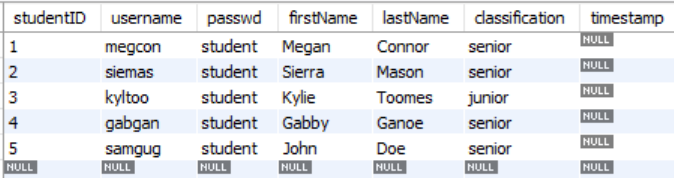 studentID username passwd firstName lastName classification timestamp
1 megcon student Megan Connor senior NULL
2 siemas student Sierra Mason senior NULL
3 kyltoo student Kylie Toomes junior NULL
4 gabgan student Gabby Ganoe senior NULL
5 samgug student John Doe senior NULL
NULL NULL NULL NULL NULL NULL NULL